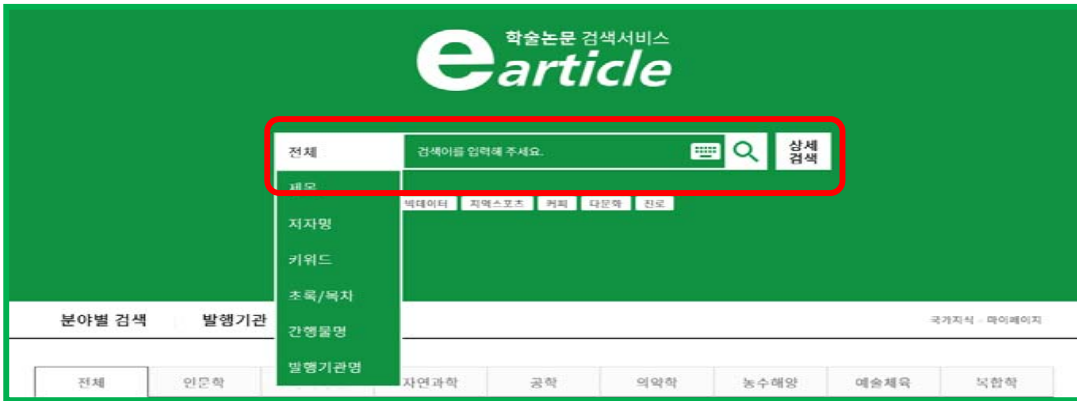 학술논문 검색서비스
earticle
전체
검색어를 입력해 주세요.
상세
검색
제목
빅데이터 지역스포츠 커피 다문화 진로
저자명
키워드
초록/목차
분야별 검색 발행기관
간행물명
국가지식 마이페이지
발행기관명
전체 인문학 자연과학 공학 의약학 농수해양 예술체육 복합학